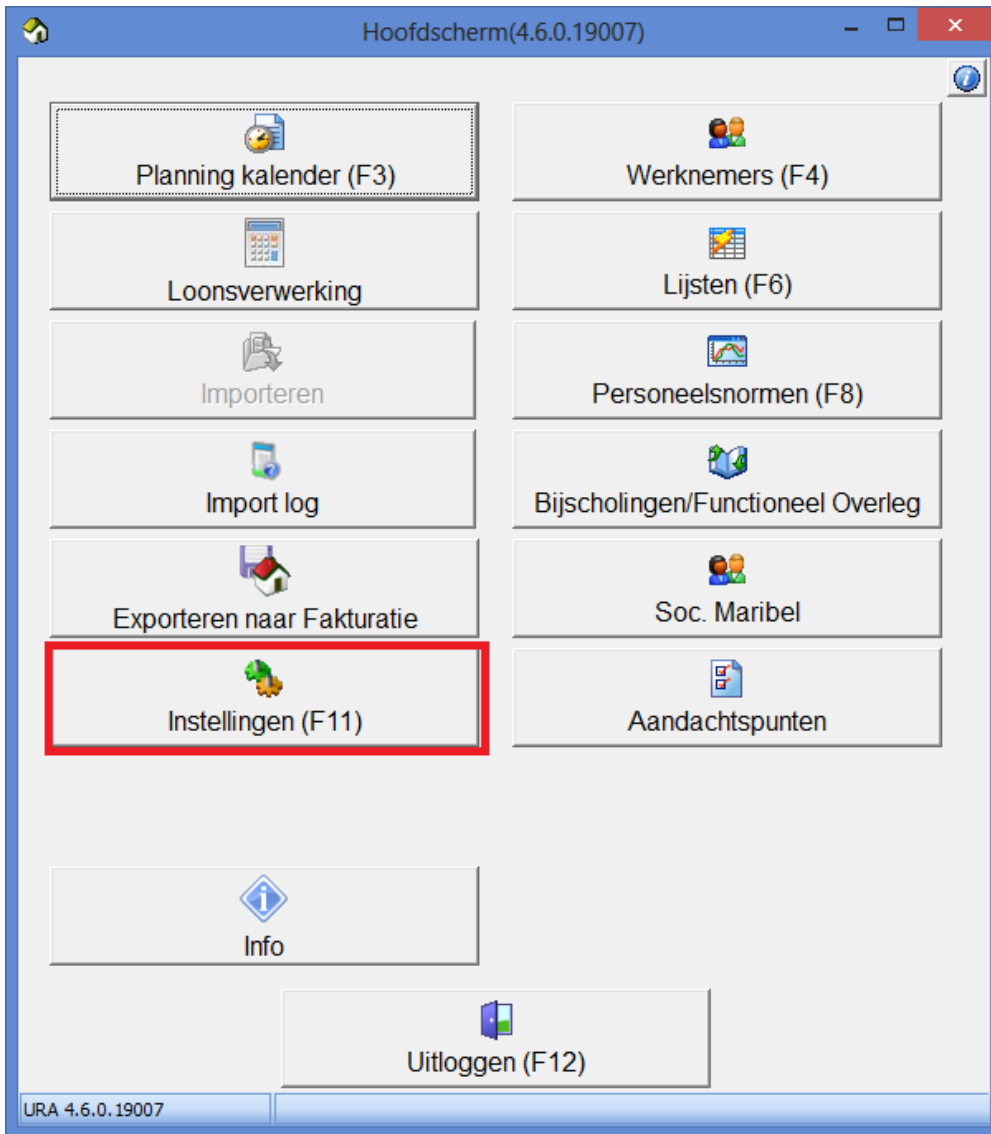 Hoofdscherm(4.6.0.19007)
Planning kalender (F3)
Werknemers (F4)
Loonsverwerking
Lijsten (F6)
Importeren
Personeelsnormen (F8)
Import log
Bijscholingen/Functioneel Overleg
Exporteren naar Fakturatie
Soc. Maribel
Instellingen (F11)
Aandachtspunten
Info
Uitloggen (F12)
URA 4.6.0.19007